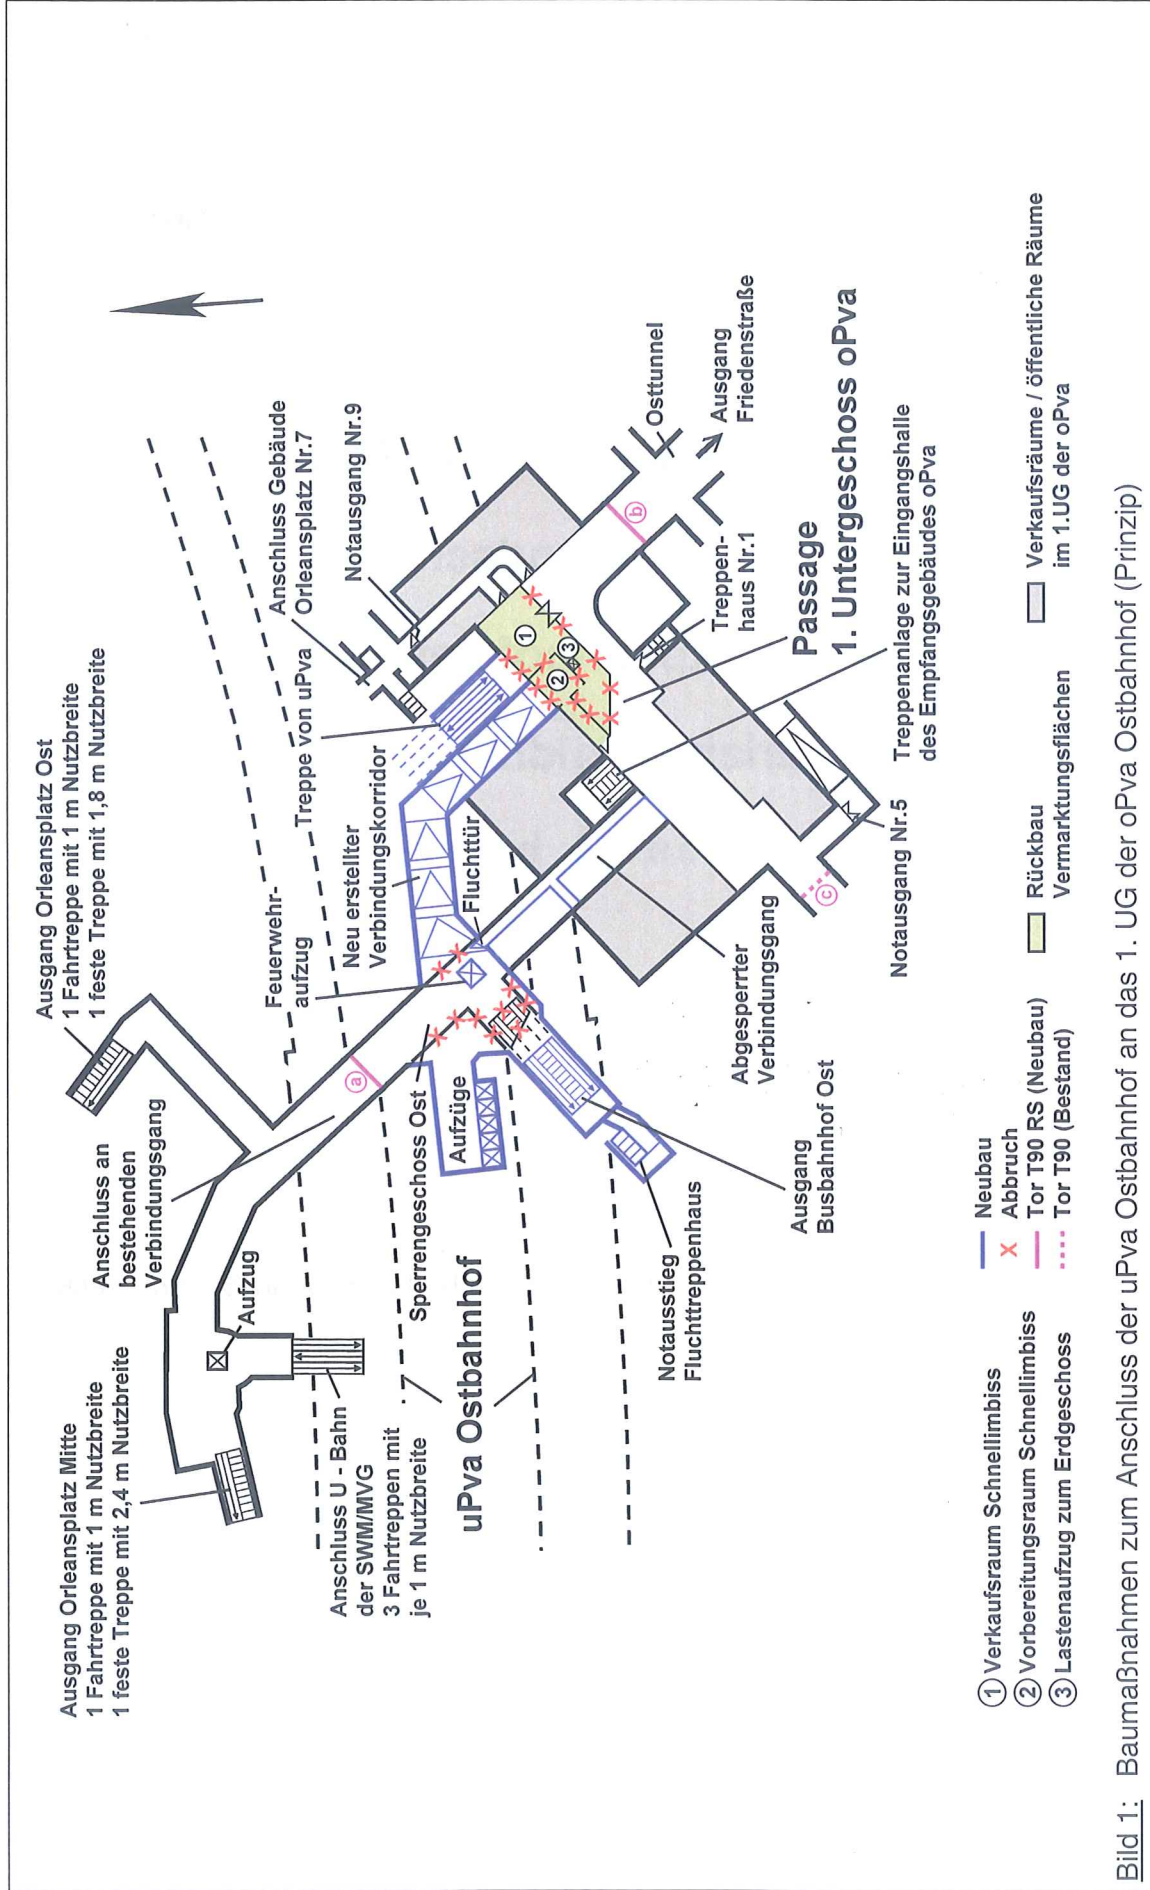 Ausgang Orleansplatz Mitte
1 Fahrtreppe mit 1 m Nutzbreite
1 feste Treppe mit 2,4 m Nutzbreite
Ausgang Orleansplatz Ost
1 Fahrtreppe mit 1 m Nutzbreite
1 feste Treppe mit 1,8 m Nutzbreite
Anschluss an
bestehenden
Verbindungsgang
Aufzug
Feuerwehr-
aufzug
Treppe von uPva
Anschluss Gebäude
Orleansplatz Nr.7
Notausgang Nr.9
Neu erstellter
Verbindungskorridor
Fluchttür
Anschluss U - Bahn
der SWM/MVG
3 Fahrtreppen mit
je 1 m Nutzbreite
a
Sperrengeschoss Ost
Aufzüge
uPva Ostbahnhof
1
2
3
b
Osttunnel
Ausgang
Friedenstraße
Treppen-
haus Nr.1
Passage
1. Untergeschoss oPva
Notausstieg
Fluchttreppenhaus
Ausgang
Busbahnhof Ost
Abgesperrter
Verbindungsgang
c
Notausgang Nr.5
Treppenanlage zur Eingangshalle
des Empfangsgebäudes oPva
1 Verkaufsraum Schnellimbiss
2 Vorbereitungsraum Schnellimbiss
3 Lastenaufzug zum Erdgeschoss
Neubau
X Abbruch
Tor T90 RS (Neubau)
Tor T90 (Bestand)
Rückbau
Vermarktungsflächen
Verkaufsräume / öffentliche Räume
im 1.UG der oPva
Bild 1: Baumaßnahmen zum Anschluss der uPva Ostbahnhof an das 1. UG der oPva Ostbahnhof (Prinzip)